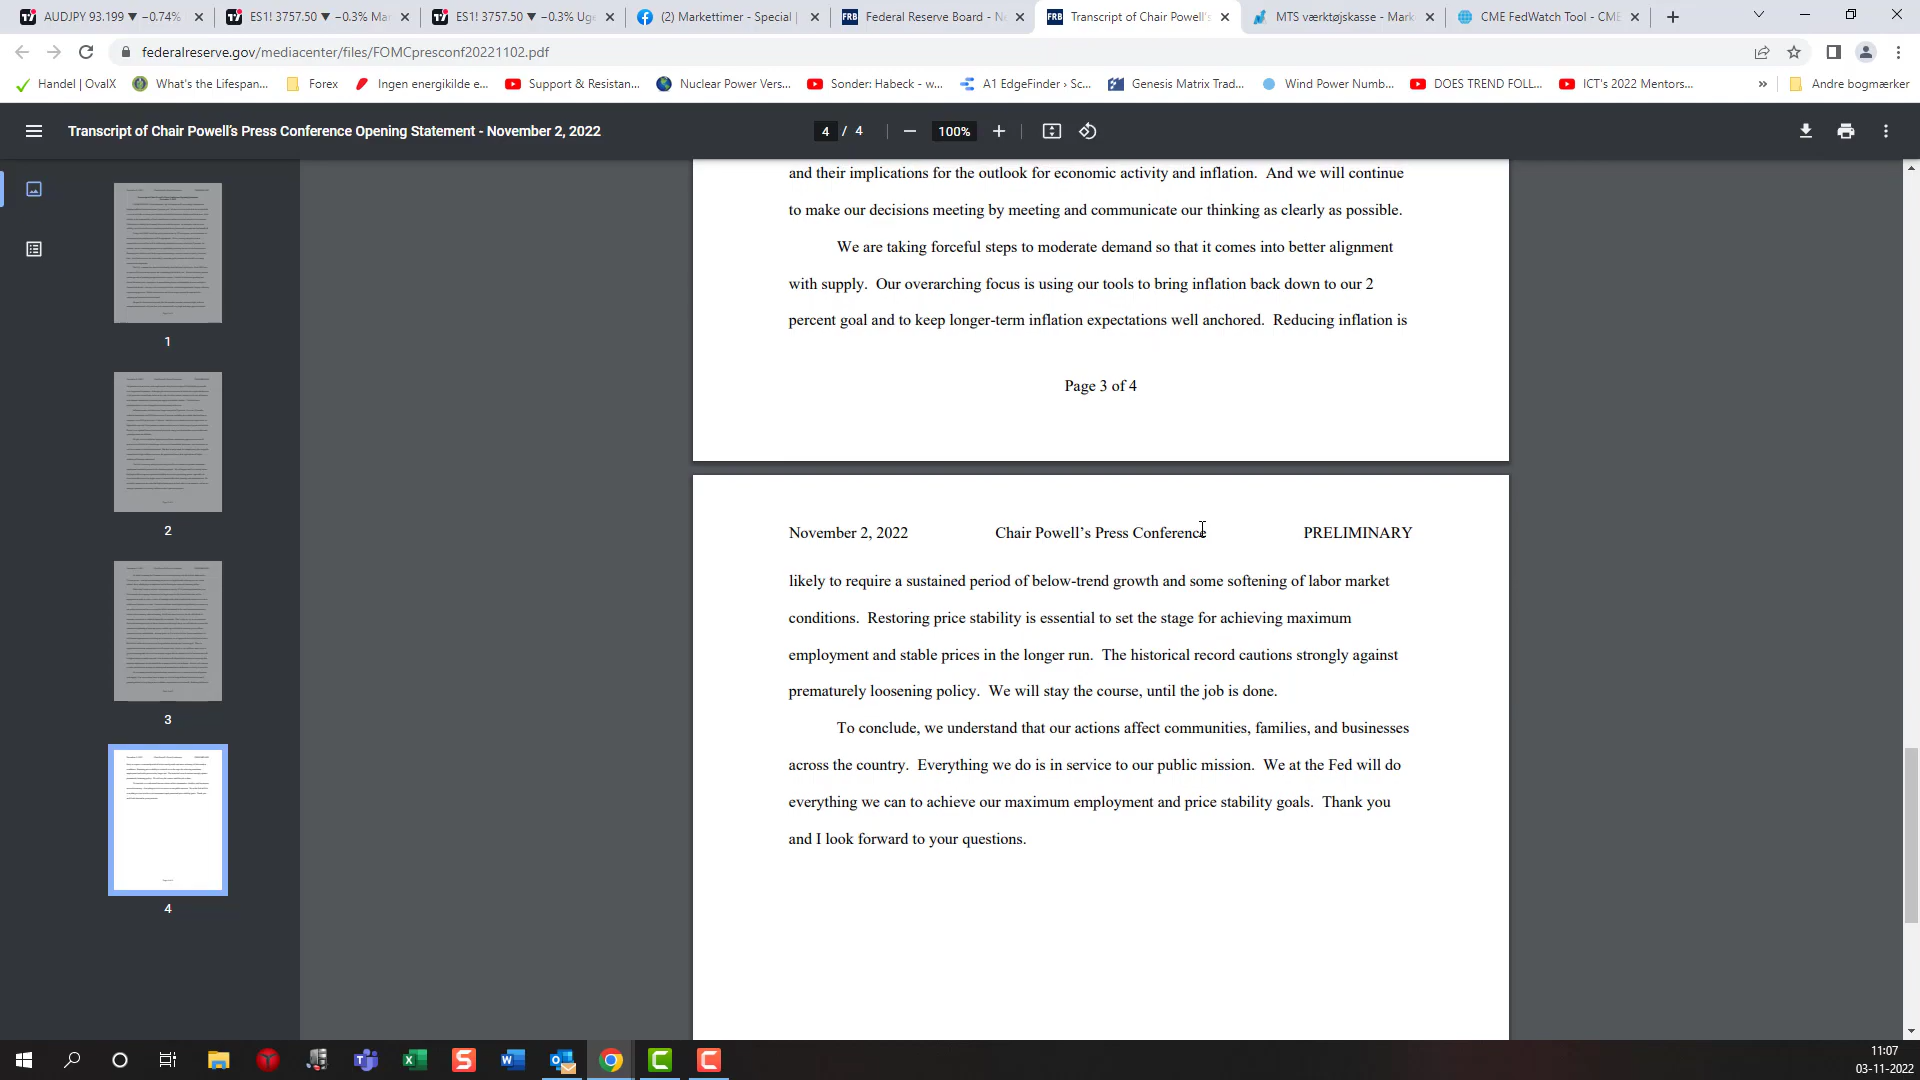 AUDJPY 93.199 ▼ −0.74%
ES1! 3757.50 ▼ −0.3% Ma
ES1! 3757.50 ▼ −0.3% Ug
(2) Markettimer - Special
Federal Reserve Board - N
Transcript of Chair Powell's
MTS værktøjskasse - Mark
CME FedWatch Tool - CME
federalreserve.gov/mediacenter/files/FOMCpresconf20221102.pdf
Handel | OvalX
What's the Lifespan...
Forex
Ingen energikilde e...
Support & Resistan...
Nuclear Power Vers...
Sonder: Habeck - w...
A1 EdgeFinder › Sc...
Genesis Matrix Trad...
Wind Power Numb...
DOES TREND FOLL...
ICT's 2022 Mentors...
»
Andre bogmærker
Transcript of Chair Powell's Press Conference Opening Statement - November 2, 2022
4 / 4
100%
1
2
3
4
and their implications for the outlook for economic activity and inflation. And we will continue
to make our decisions meeting by meeting and communicate our thinking as clearly as possible.
We are taking forceful steps to moderate demand so that it comes into better alignment
with supply. Our overarching focus is using our tools to bring inflation back down to our 2
percent goal and to keep longer-term inflation expectations well anchored. Reducing inflation is
Page 3 of 4
November 2, 2022 Chair Powell's Press Conference PRELIMINARY
likely to require a sustained period of below-trend growth and some softening of labor market
conditions. Restoring price stability is essential to set the stage for achieving maximum
employment and stable prices in the longer run. The historical record cautions strongly against
prematurely loosening policy. We will stay the course, until the job is done.
To conclude, we understand that our actions affect communities, families, and businesses
across the country. Everything we do is in service to our public mission. We at the Fed will do
everything we can to achieve our maximum employment and price stability goals. Thank you
and I look forward to your questions.
11:07
03-11-2022